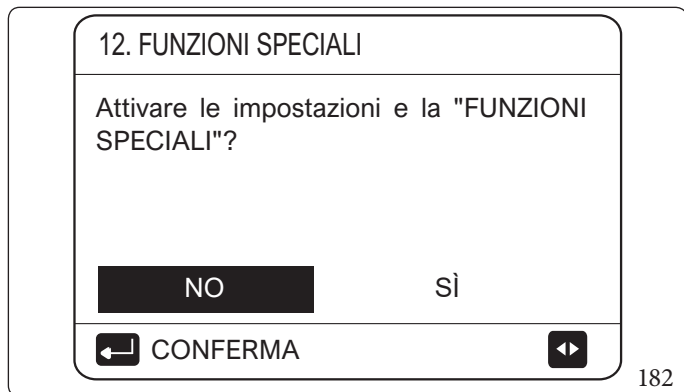 12. FUNZIONI SPECIALI
Attivare le impostazioni e la "FUNZIONI
SPECIALI"?
NO SÌ
CONFERMA
182